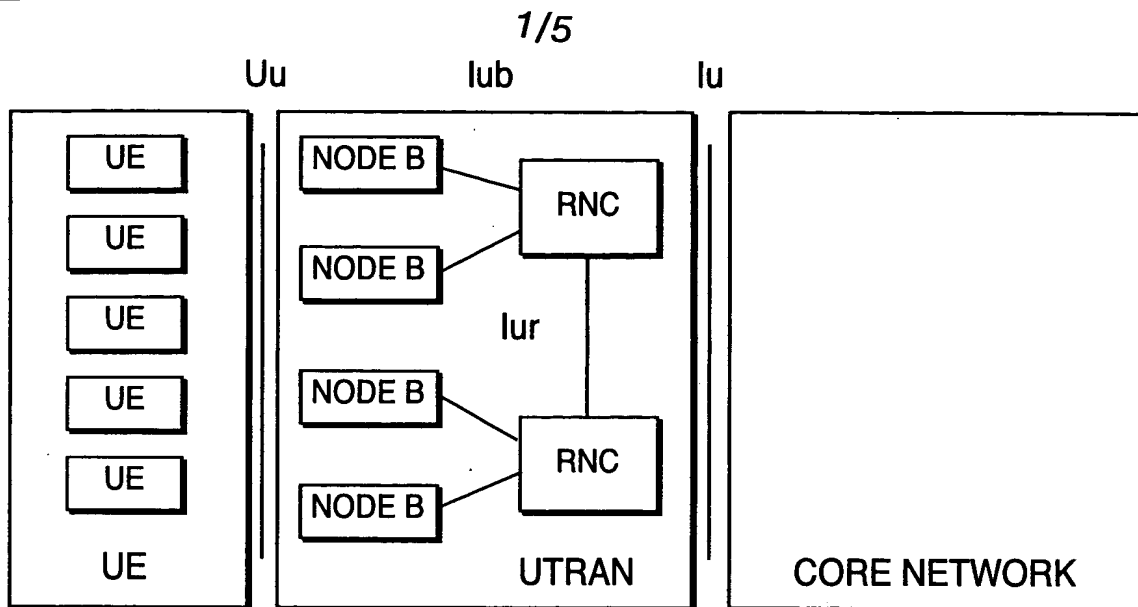 1/5
Uu
Iub
Iu
UE
UE
UE
UE
UE
UE
NODE B
NODE B
NODE B
NODE B
RNC
Iur
RNC
UTRAN
CORE NETWORK